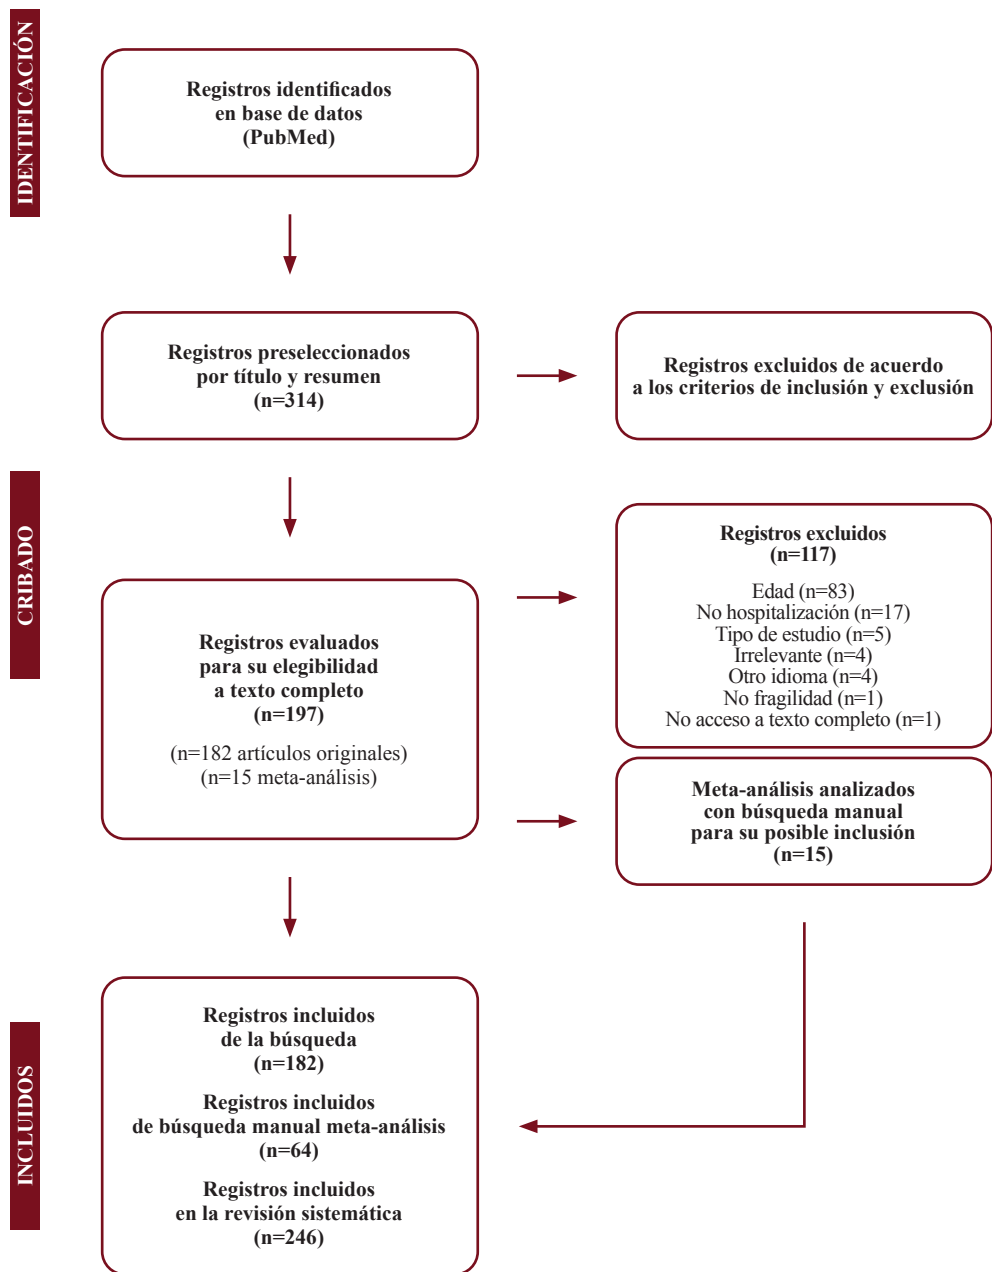 IDENTIFICACIÓN
Registros identificados
en base de datos
(PubMed)
Registros preseleccionados
por título y resumen
(n=314)
Registros excluidos de acuerdo
a los criterios de inclusión y exclusión
CRIBADO
Registros evaluados
para su elegibilidad
a texto completo
(n=197)
(n=182 artículos originales)
(n=15 meta-análisis)
Registros excluidos
(n=117)
Edad (n=83)
No hospitalización (n=17)
Tipo de estudio (n=5)
Irrelevante (n=4)
Otro idioma (n=4)
No fragilidad (n=1)
No acceso a texto completo (n=1)
Meta-análisis analizados
con búsqueda manual
para su posible inclusión
(n=15)
INCLUIDOS
Registros incluidos
de la búsqueda
(n=182)
Registros incluidos
de búsqueda manual meta-análisis
(n=64)
Registros incluidos
en la revisión sistemática
(n=246)